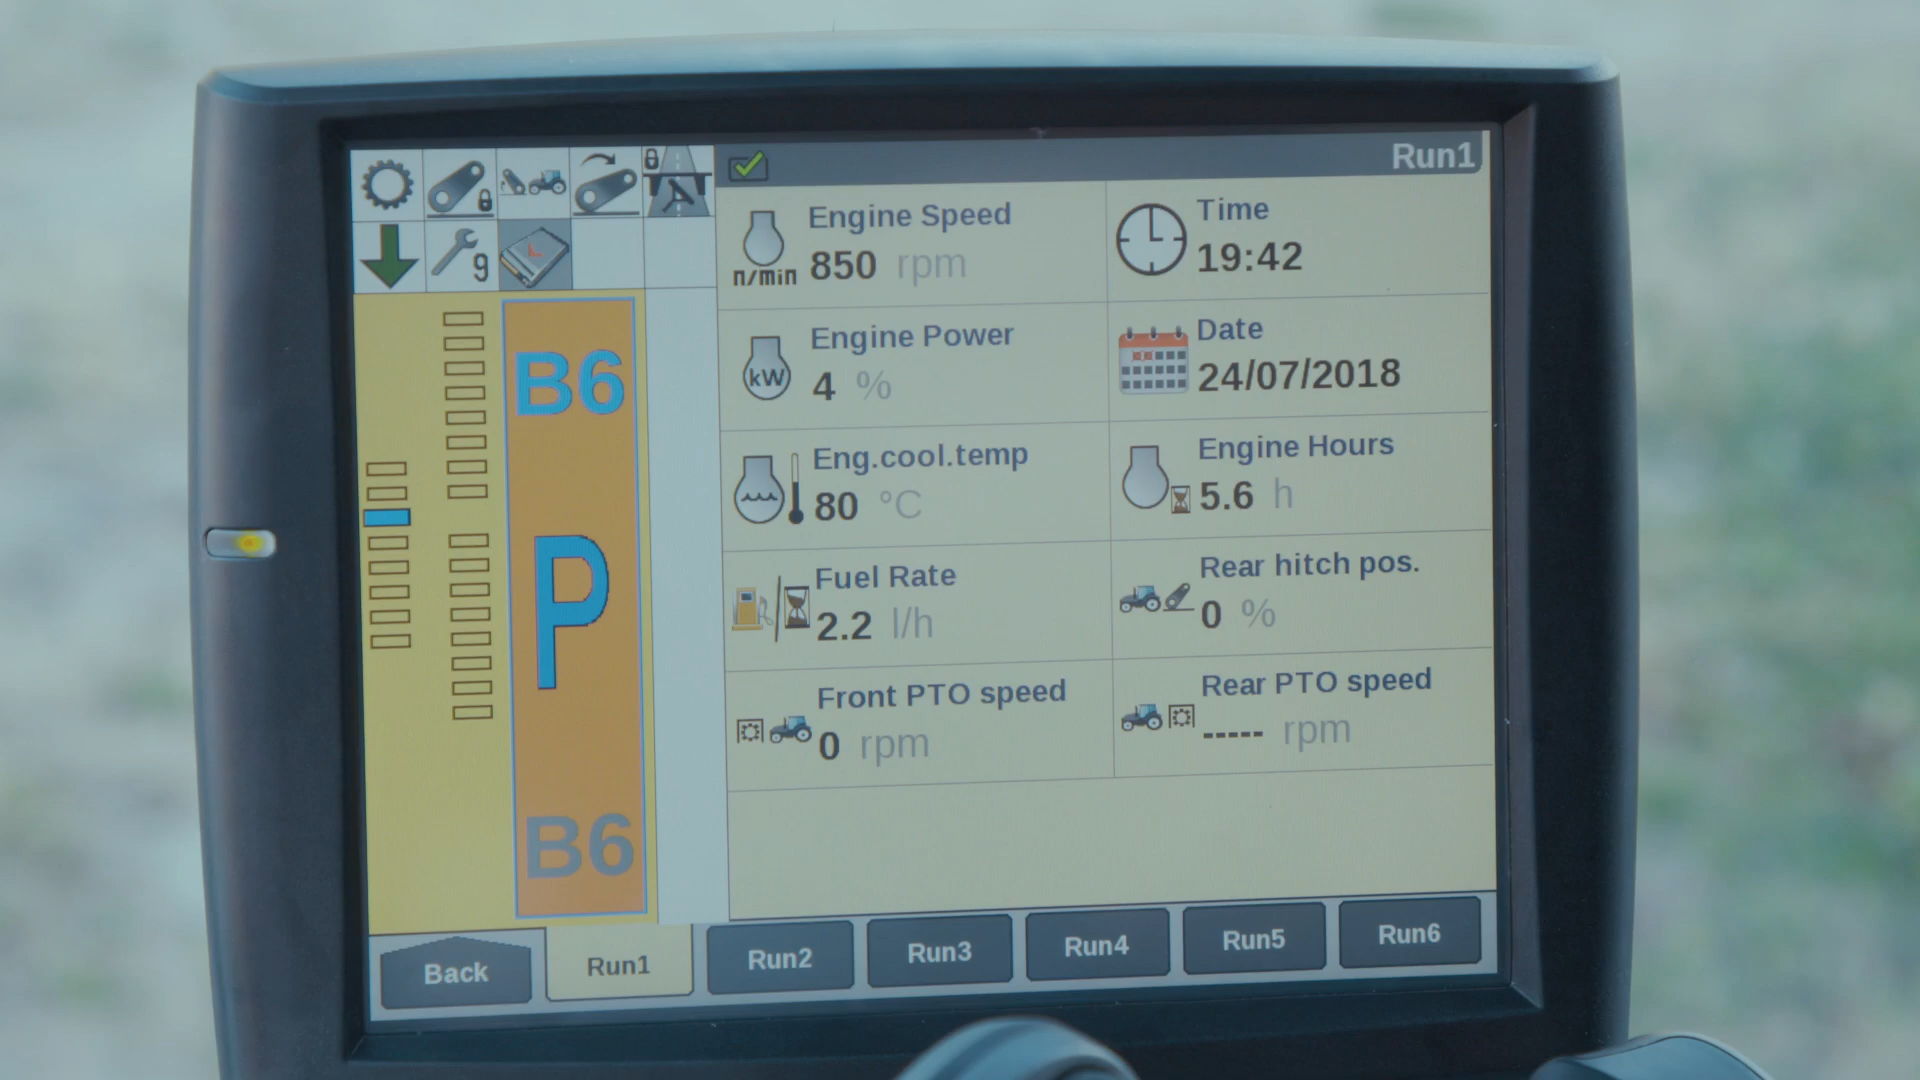 Run1
9
B6
P
B6
n/min
Engine Speed
850 rpm
Time
19:42
kW
Engine Power
4 %
Date
24/07/2018
Eng.cool.temp
80 °C
Engine Hours
5.6 h
Fuel Rate
2.2 l/h
Rear hitch pos.
0 %
Front PTO speed
0 rpm
Rear PTO speed
----- rpm
Back
Run1
Run2
Run3
Run4
Run5
Run6